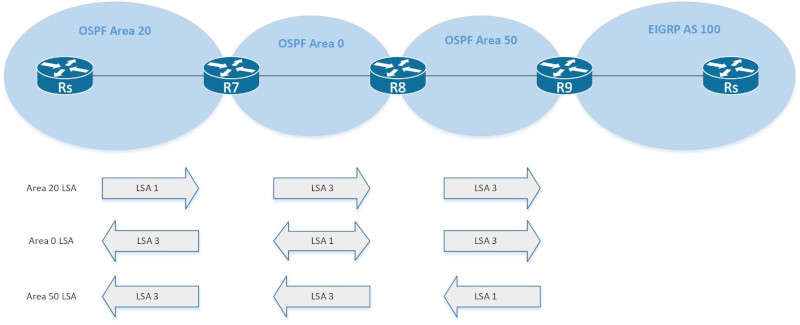 OSPF Area 20
OSPF Area 0
OSPF Area 50
EIGRP AS 100
Rs
R7
R8
R9
Rs
Area 20 LSA
LSA 1
LSA 3
LSA 3
Area 0 LSA
LSA 3
LSA 1
LSA 3
Area 50 LSA
LSA 3
LSA 3
LSA 1